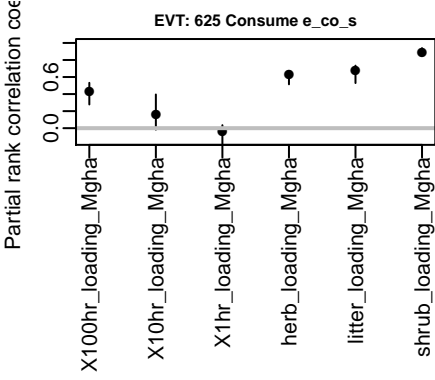 EVT: 625 Consume e_co_s
Partial rank correlation coe
0.6
0.0
X100hr_loading_Mgha
X10hr_loading_Mgha
X1hr_loading_Mgha
herb_loading_Mgha
litter_loading_Mgha
shrub_loading_Mgha